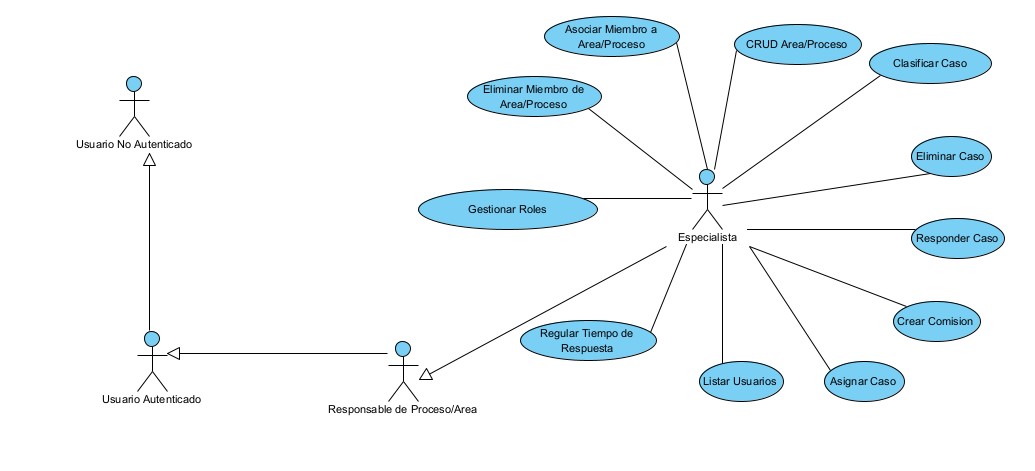 Asociar Miembro a
Area/Proceso
CRUD Area/Proceso
Clasificar Caso
Eliminar Miembro de
Area/Proceso
Usuario No Autenticado
Eliminar Caso
Gestionar Roles
Especialista
Responder Caso
Crear Comision
Regular Tiempo de
Respuesta
Listar Usuarios
Asignar Caso
Usuario Autenticado
Responsable de Proceso/Area